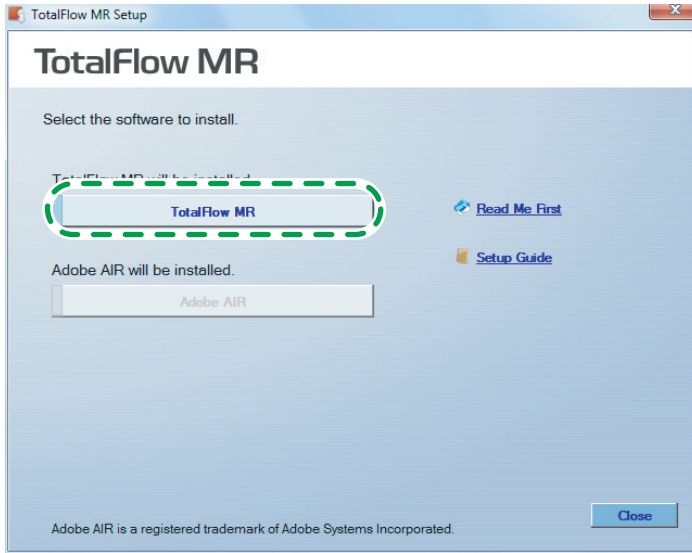 TotalFlow MR Setup
TotalFlow MR
Select the software to install.
TotalFlow MR will be installed.
TotalFlow MR
Read Me First
Adobe AIR will be installed.
Setup Guide
Adobe AIR
Close
Adobe AIR is a registered trademark of Adobe Systems Incorporated.